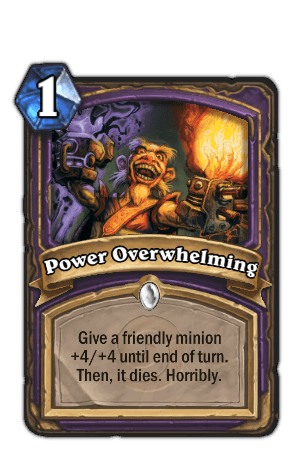 1
Power Overwhelming
Give a friendly minion
+4/+4 until end of turn.
Then, it dies. Horribly.